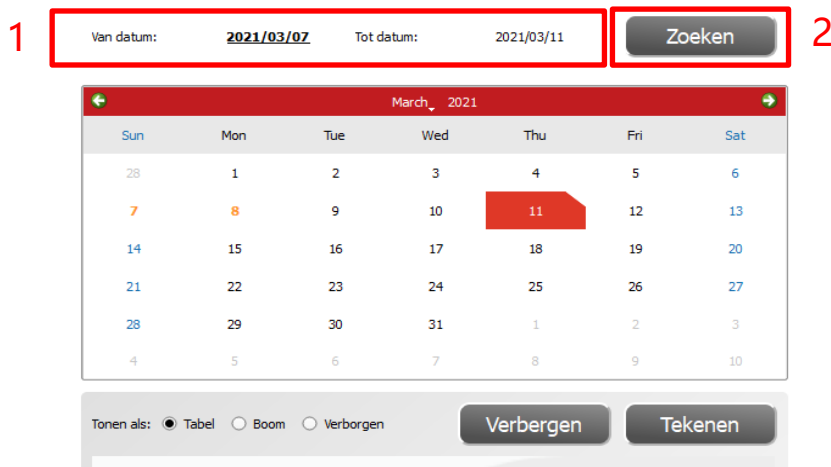 1 Van datum: 2021/03/07 Tot datum: 2021/03/11 Zoeken 2
March 2021
Sun Mon Tue Wed Thu Fri Sat
28 1 2 3 4 5 6
7 8 9 10 11 12 13
14 15 16 17 18 19 20
21 22 23 24 25 26 27
28 29 30 31 1 2 3
4 5 6 7 8 9 10
Tonen als: Tabel Boom Verborgen Verbergen Tekenen